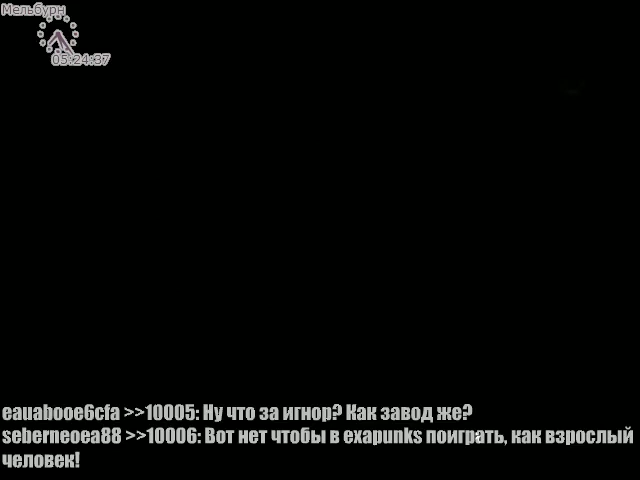 Мельбурн
05:24:37
eauabooe6cfa >>10005: Ну что за игнор? Как завод же?
seberneoea88 >>10006: Вот нет чтобы в exapunks поиграть, как взрослый
человек!